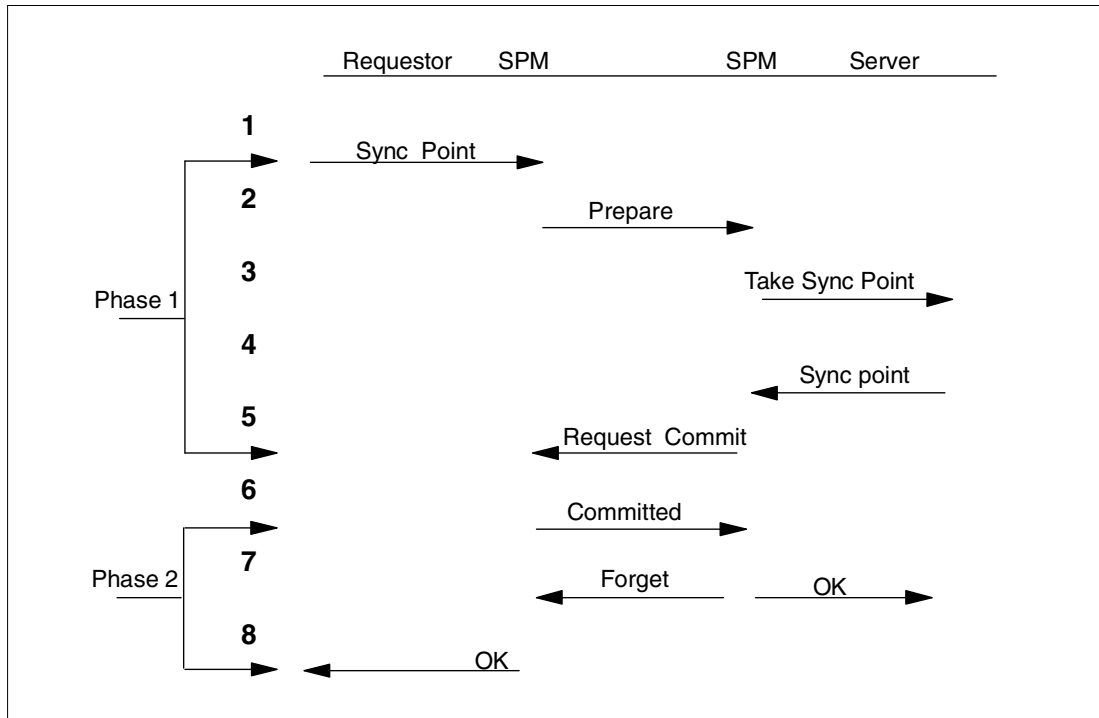 Requestor SPM SPM Server
1
Sync Point
2
Prepare
3
Take Sync Point
Phase 1
4
Sync point
5
Request Commit
6
Committed
7
Phase 2
Forget
OK
8
OK